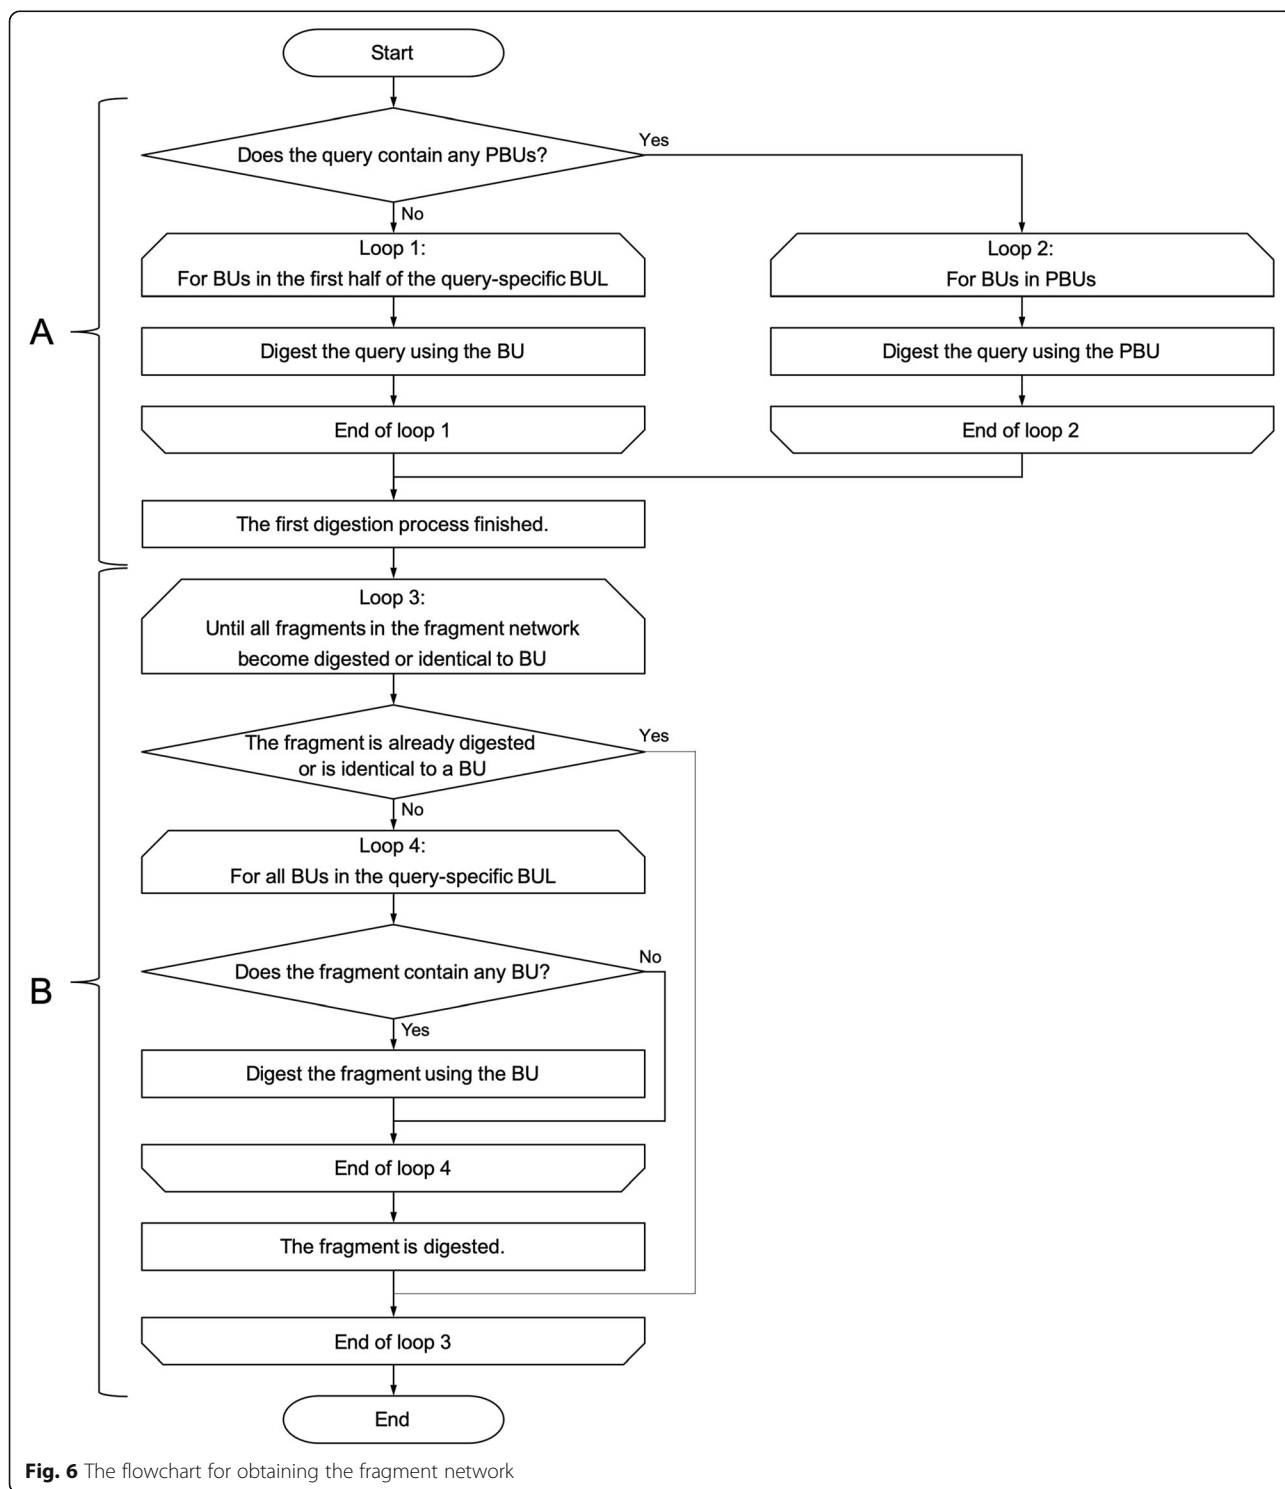 Start
Does the query contain any PBUs?
Yes
No
Loop 1:
For BUs in the first half of the query-specific BUL
Loop 2:
For BUs in PBUs
A
Digest the query using the BU
Digest the query using the PBU
End of loop 1
End of loop 2
The first digestion process finished.
Loop 3:
Until all fragments in the fragment network
become digested or identical to BU
The fragment is already digested
or is identical to a BU
Yes
No
Loop 4:
For all BUs in the query-specific BUL
Does the fragment contain any BU?
No
B
Yes
Digest the fragment using the BU
End of loop 4
The fragment is digested.
End of loop 3
End
Fig. 6 The flowchart for obtaining the fragment network